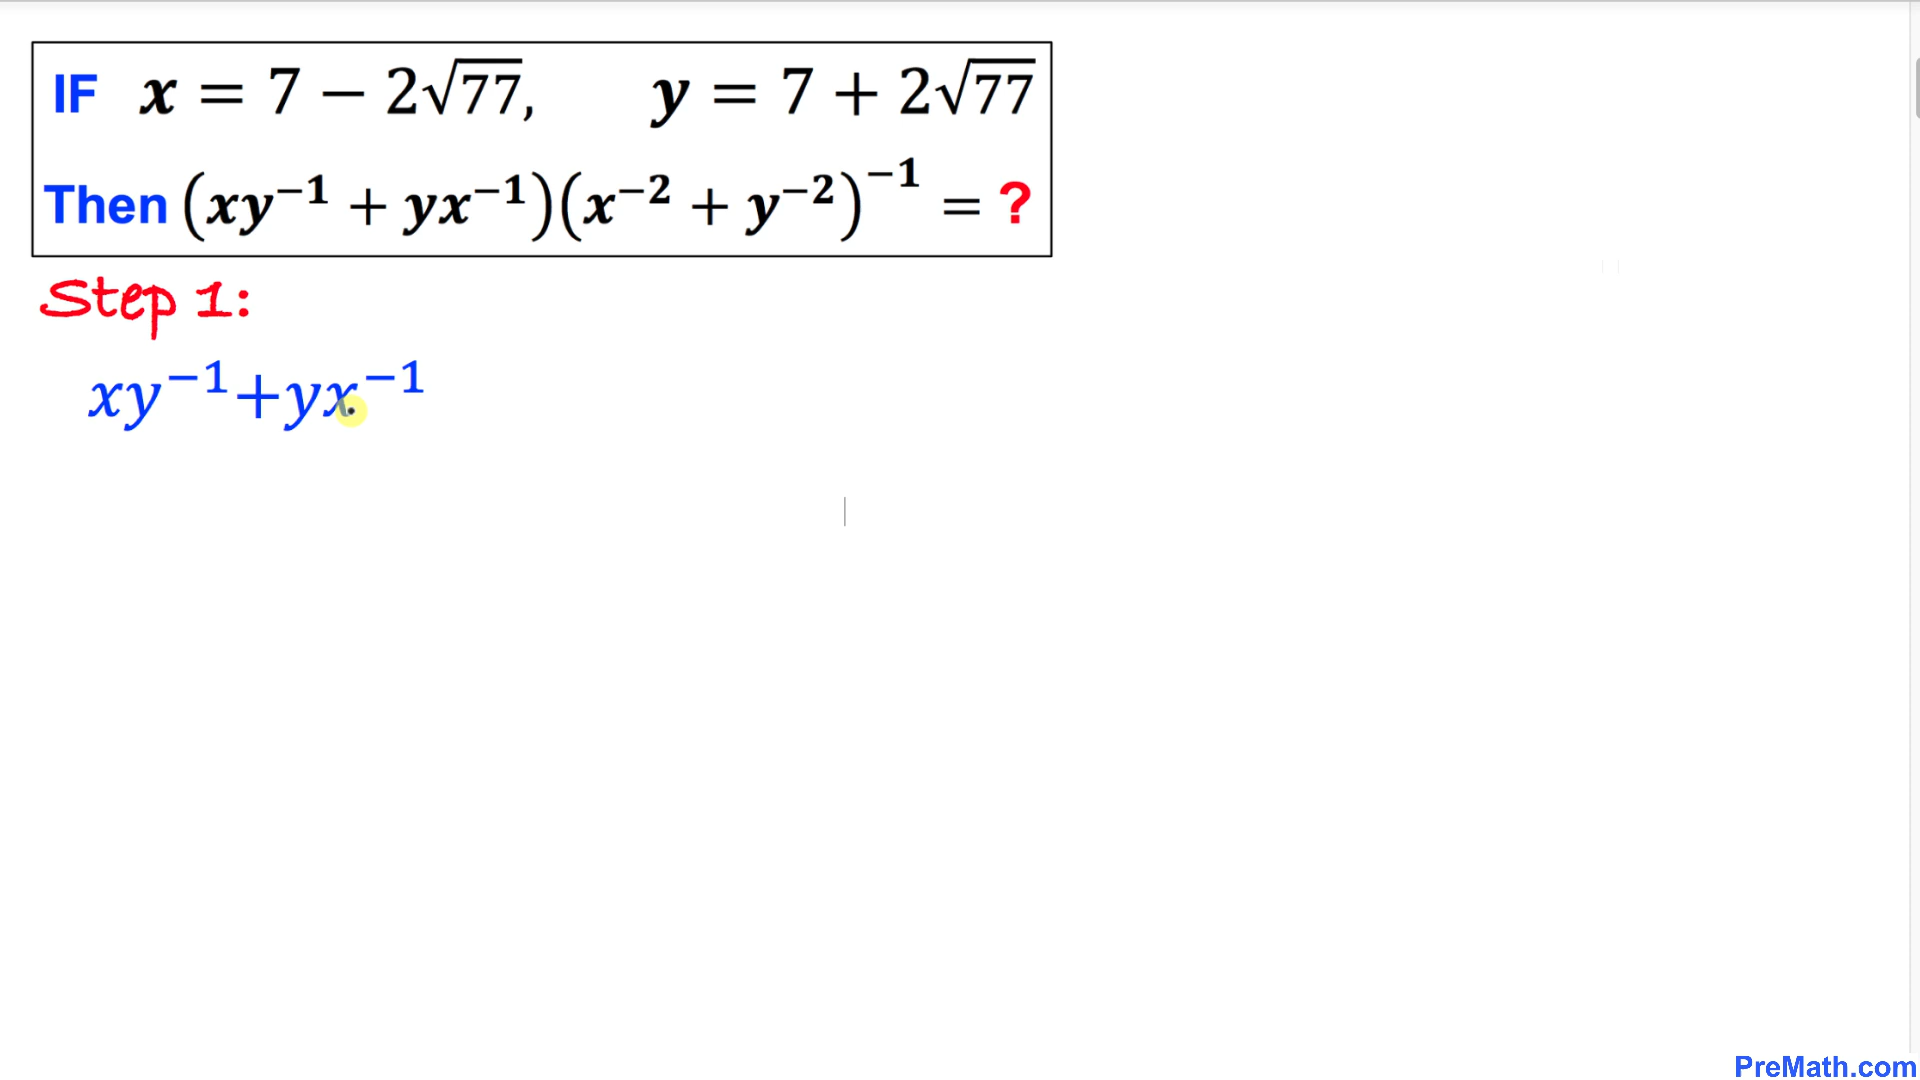 IF x = 7 − 2√77, y = 7 + 2√77
Then (xy⁻¹ + yx⁻¹)(x⁻² + y⁻²)⁻¹ = ?
Step 1:
xy⁻¹+yx⁻¹
PreMath.com